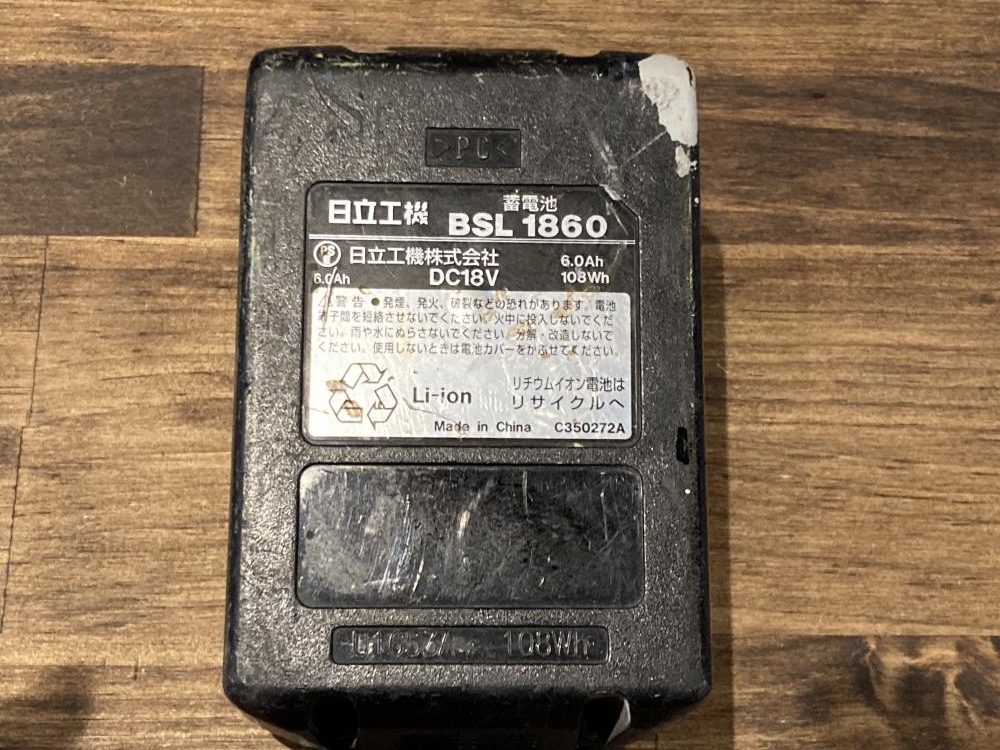 >PC<
蓄電池
日立工機 BSL 1860
PS 日立工機株式会社 6.0Ah
6.0Ah DC18V 108Wh
⚠警告 ●発煙、発火、破裂などの恐れがあります。電池
端子間を短絡させないでください。火中に投入しないでくだ
さい。雨や水にぬらさないでください。分解・改造しないで
ください。使用しないときは電池カバーをかぶせてください。
Li-ion
リチウムイオン電池は
リサイクルへ
Made in China C350272A
108Wh